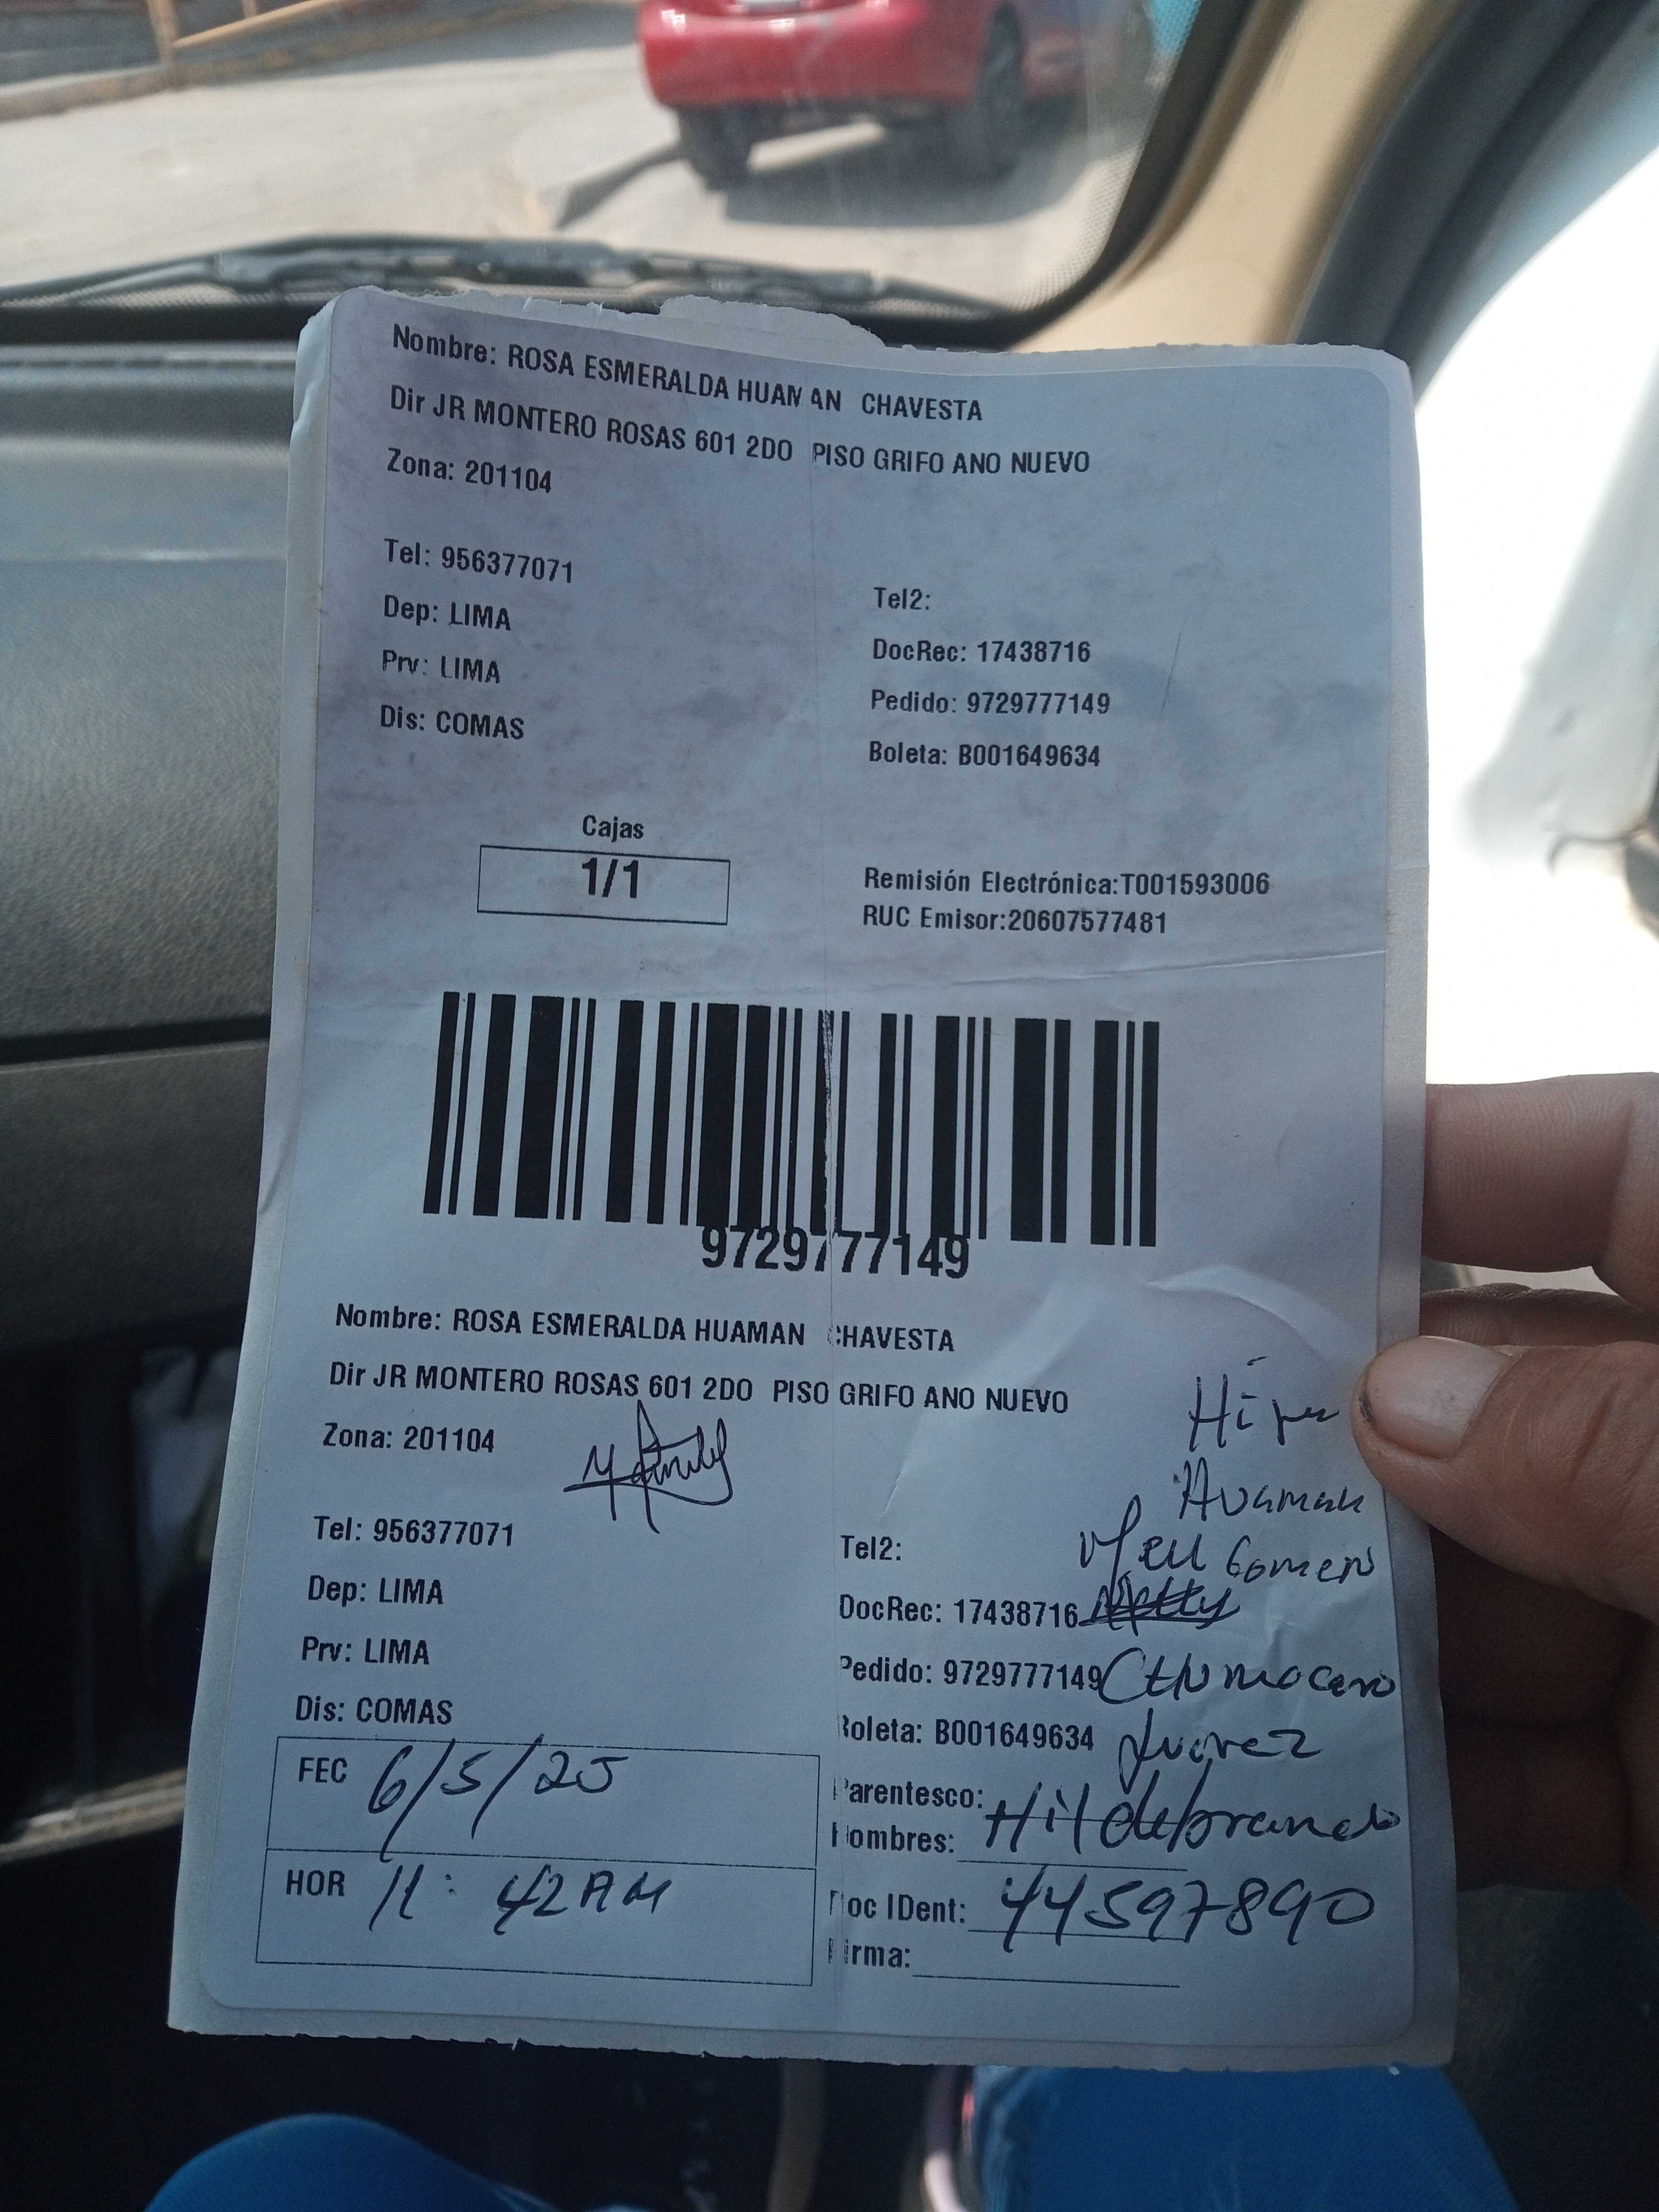 Nombre: ROSA ESMERALDA HUAMAN CHAVESTA
Dir JR MONTERO ROSAS 601 2DO PISO GRIFO ANO NUEVO
Zona: 201104
Tel: 956377071
Tel2:
Dep: LIMA
DocRec: 17438716
Prv: LIMA
Pedido: 9729777149
Dis: COMAS
Boleta: B001649634
Cajas
1/1
Remisión Electrónica:T001593006
RUC Emisor:20607577481
9729777149
Nombre: ROSA ESMERALDA HUAMAN CHAVESTA
Dir JR MONTERO ROSAS 601 2DO PISO GRIFO ANO NUEVO
Zona: 201104
Huaman
Tel: 956377071
Tel2:
Dep: LIMA
DocRec: 17438716
Prv: LIMA
Pedido: 9729777149
Dis: COMAS
Boleta: B001649634 Juarez
FEC 6/5/25
Parentesco:
Nombres: Hildebrando
HOR 11:42AM
Doc IDent: 44597890
Firma: